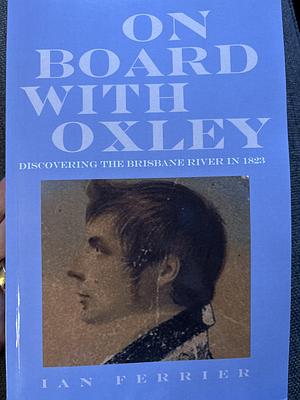 ON
BOARD
WITH
OXLEY
DISCOVERING THE BRISBANE RIVER IN 1823
IAN FERRIER